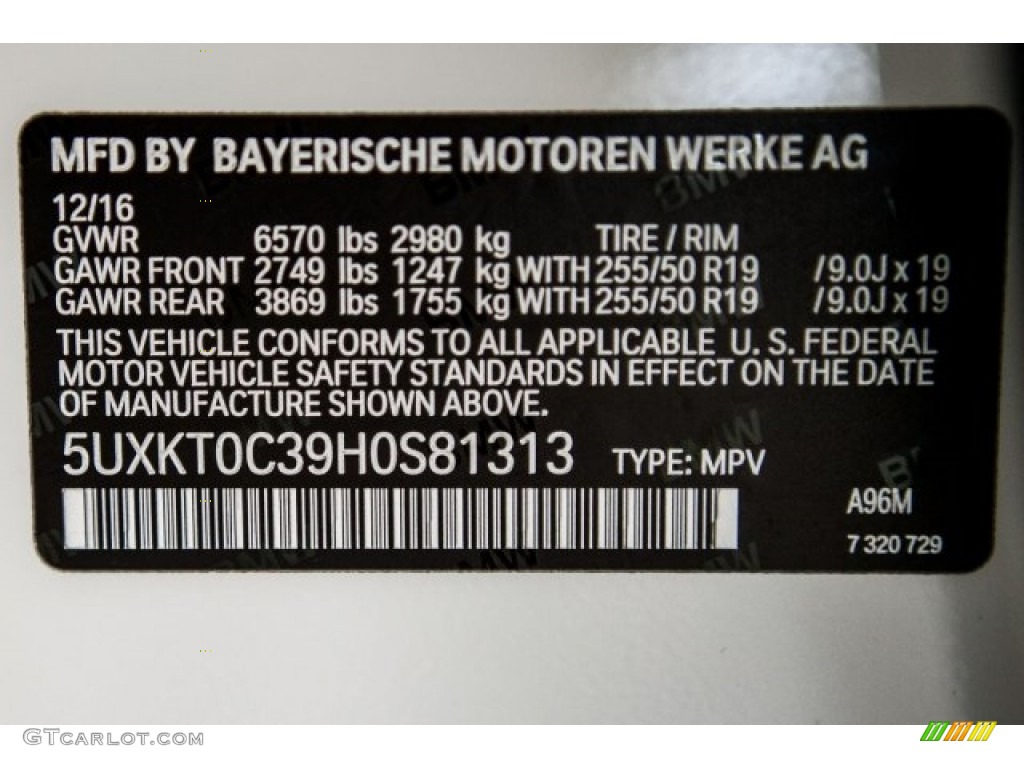 MFD BY BAYERISCHE MOTOREN WERKE AG
12/16
GVWR 6570 lbs 2980 kg TIRE / RIM
GAWR FRONT 2749 lbs 1247 kg WITH 255/50 R19 /9.0J x 19
GAWR REAR 3869 lbs 1755 kg WITH 255/50 R19 /9.0J x 19
THIS VEHICLE CONFORMS TO ALL APPLICABLE U. S. FEDERAL
MOTOR VEHICLE SAFETY STANDARDS IN EFFECT ON THE DATE
OF MANUFACTURE SHOWN ABOVE.
5UXKT0C39H0S81313 TYPE: MPV
A96M
7 320 729
GTCarLot.com